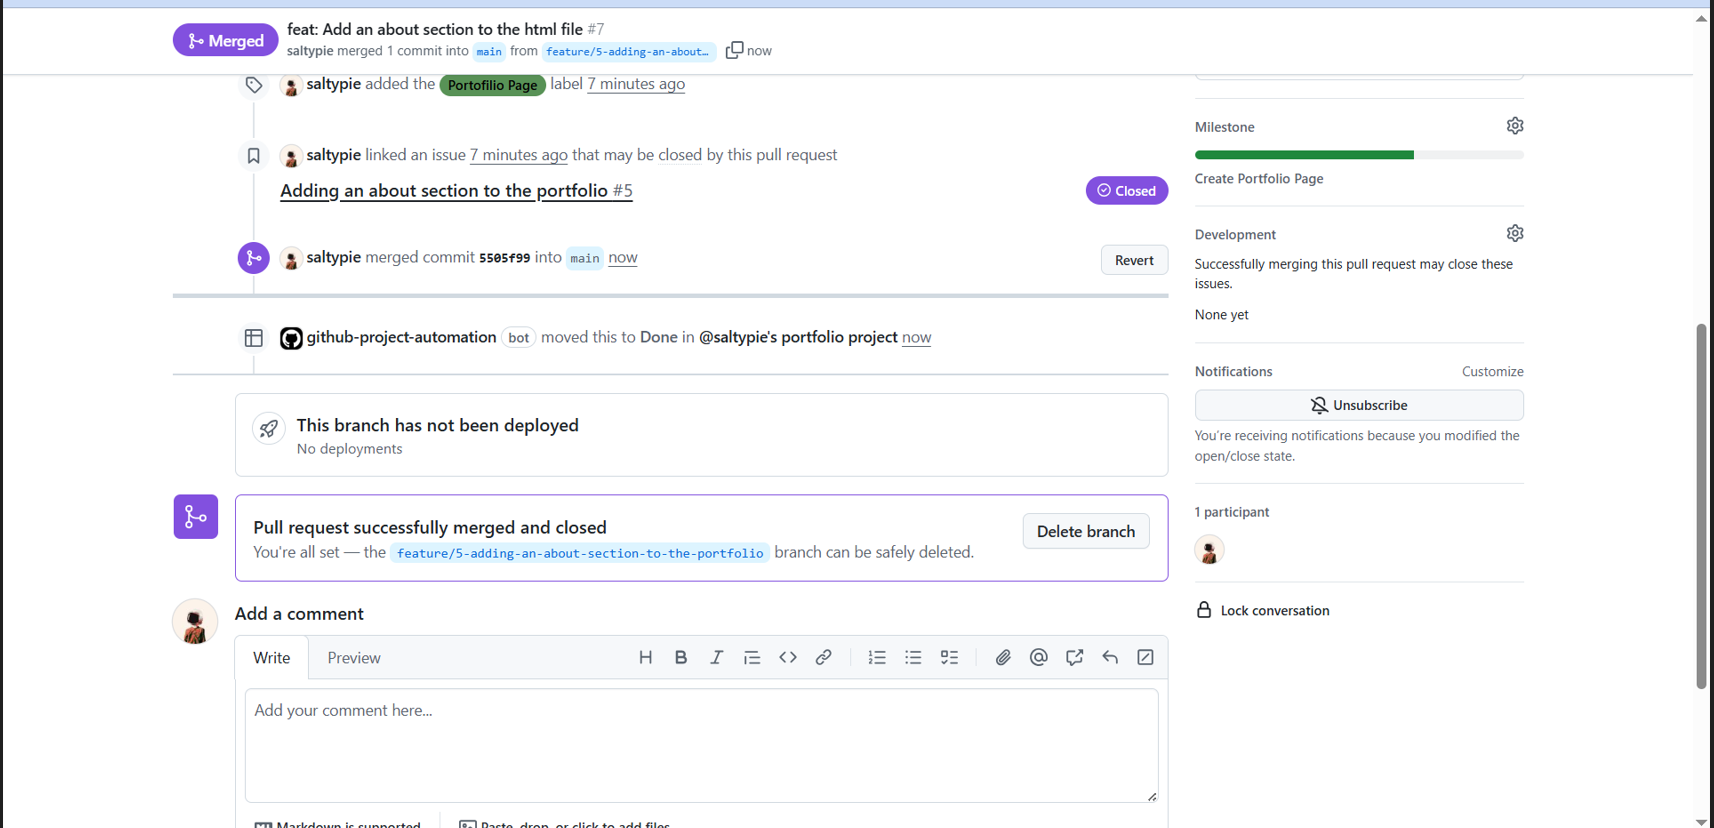 Merged
feat: Add an about section to the html file #7
saltypie merged 1 commit into main from feature/5-adding-an-about… now
saltypie added the Portofilio Page label 7 minutes ago
saltypie linked an issue 7 minutes ago that may be closed by this pull request
Adding an about section to the portfolio #5
Closed
saltypie merged commit 5505f99 into main now
Revert
github-project-automation bot moved this to Done in @saltypie's portfolio project now
This branch has not been deployed
No deployments
Pull request successfully merged and closed
You're all set — the feature/5-adding-an-about-section-to-the-portfolio branch can be safely deleted.
Delete branch
Add a comment
Write
Preview
Add your comment here...
Markdown is supported
Paste, drop, or click to add files
Milestone
Create Portfolio Page
Development
Successfully merging this pull request may close these
issues.
None yet
Notifications
Customize
Unsubscribe
You're receiving notifications because you modified the
open/close state.
1 participant
Lock conversation